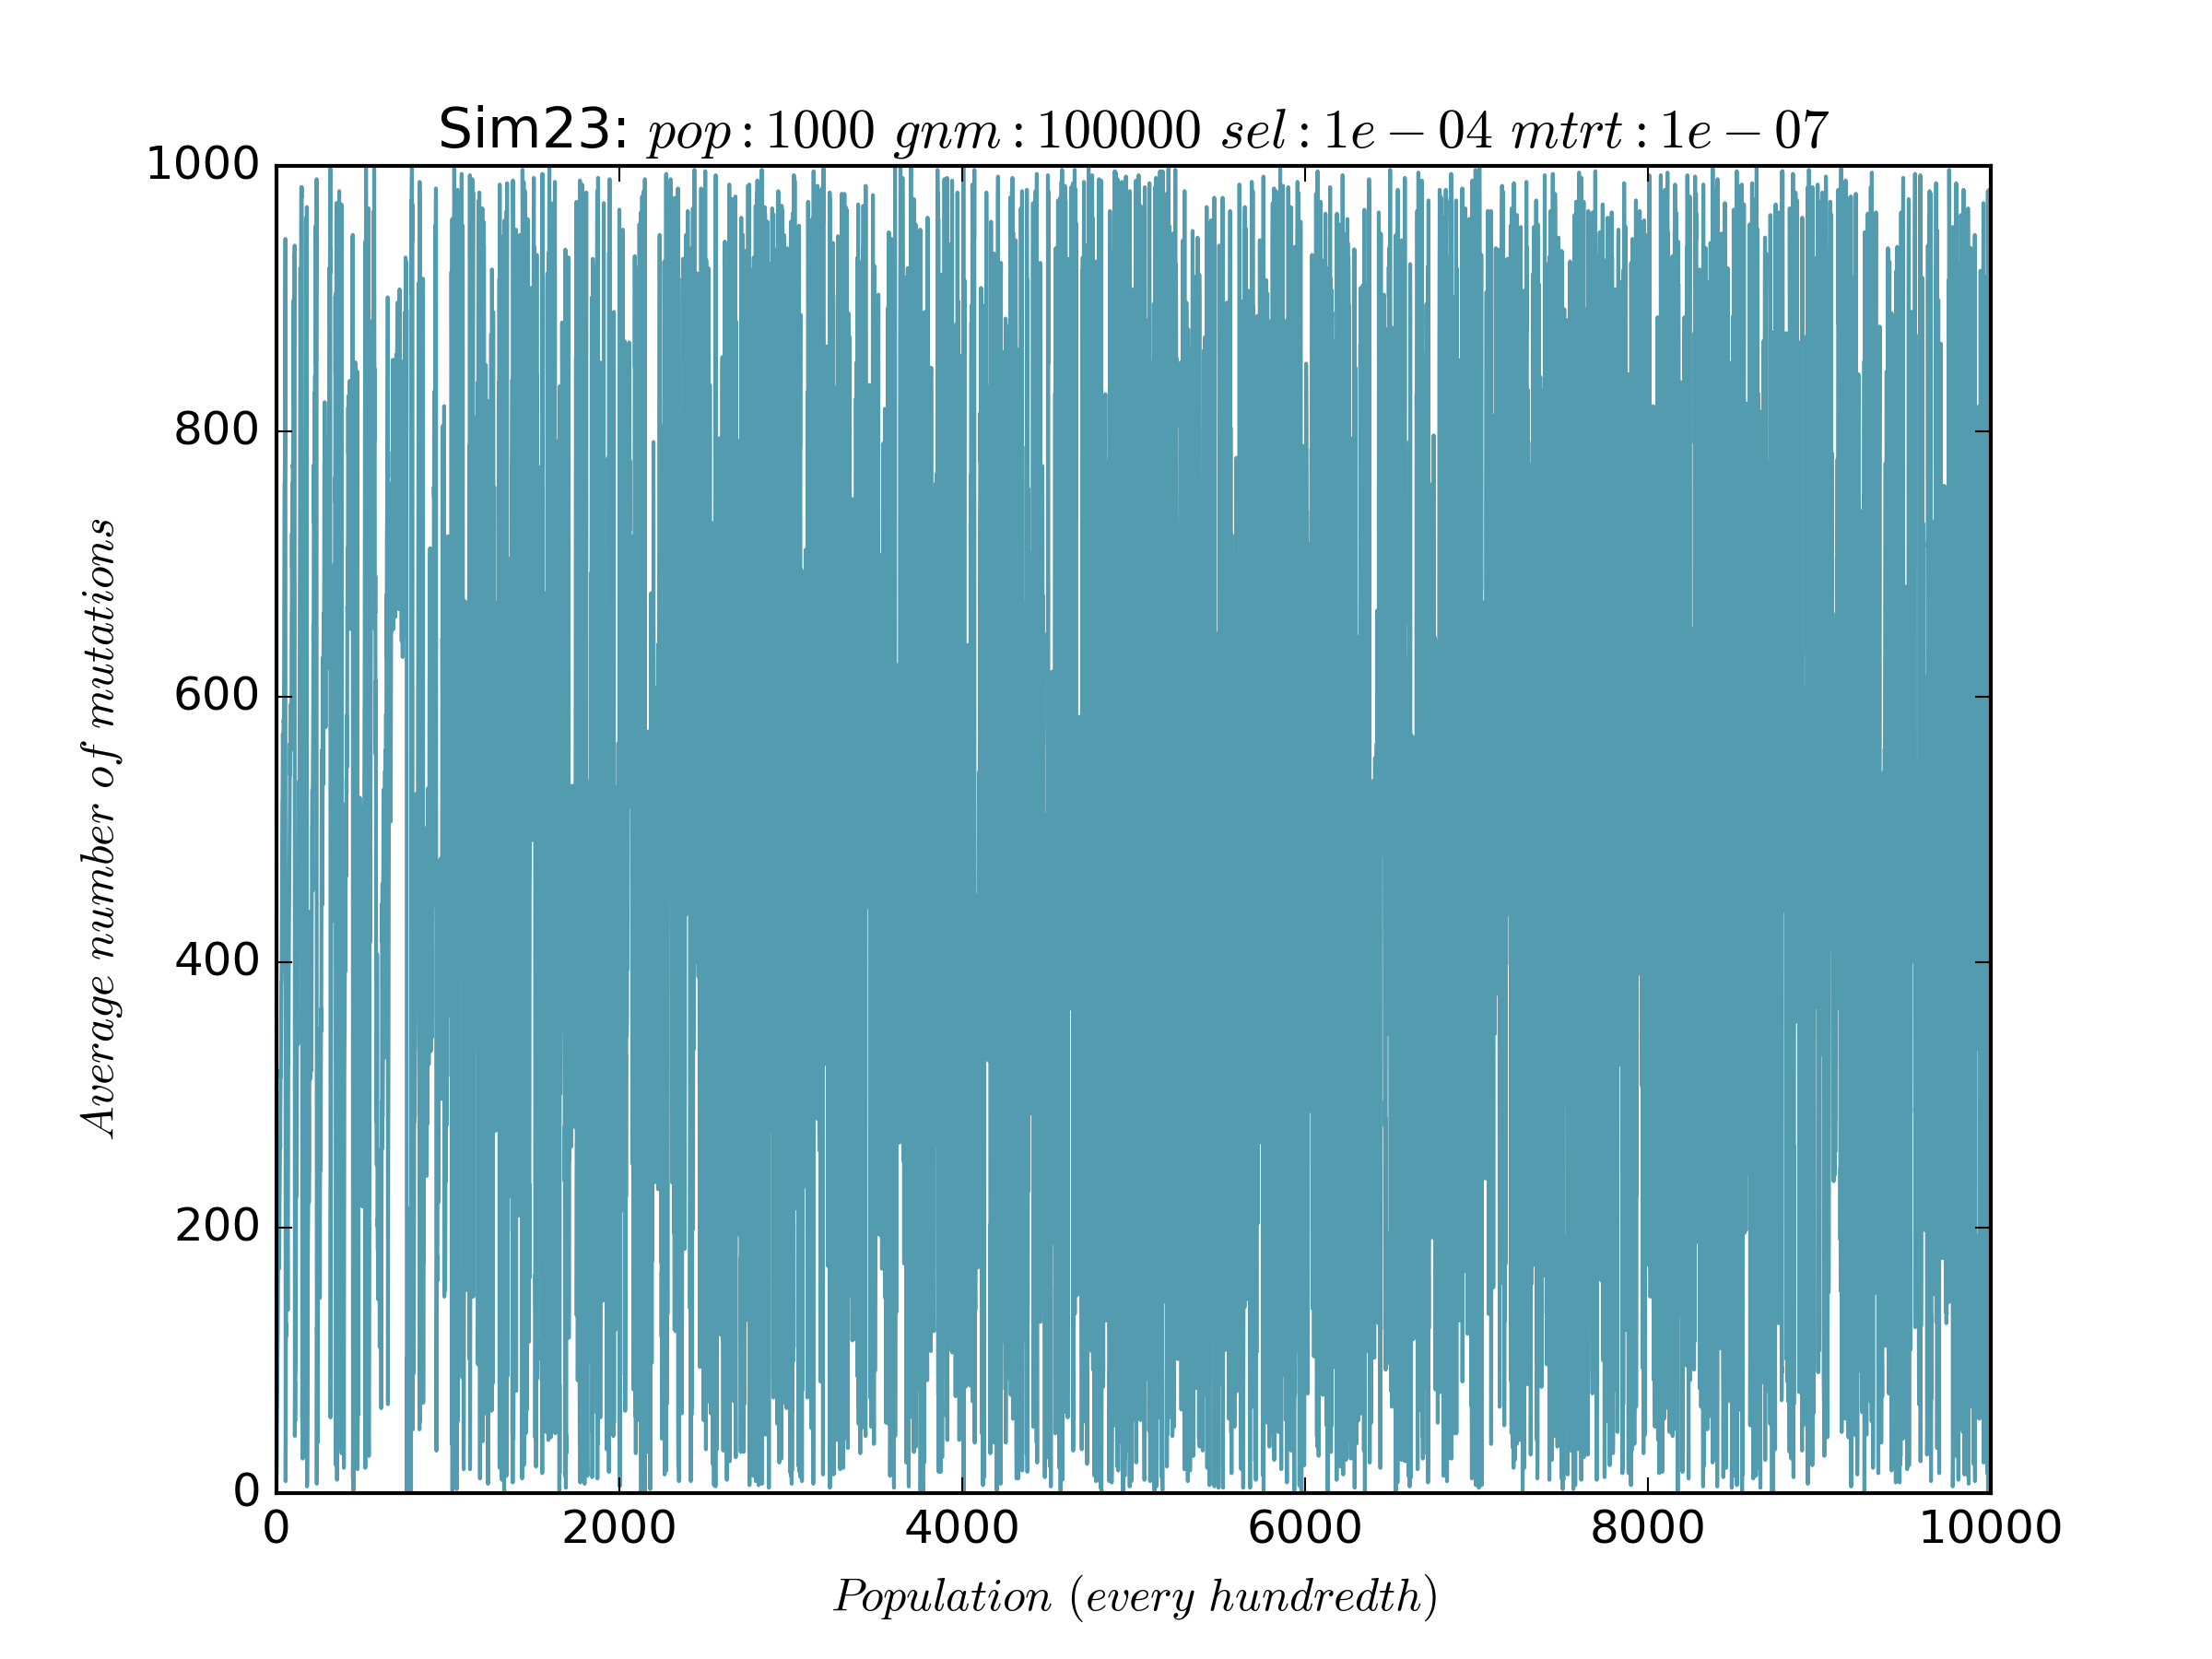 Sim23: pop : 1000 gnm : 100000 sel : 1e − 04 mtrt : 1e − 07
1000
800
600
400
200
0
Average number of mutations
0 2000 4000 6000 8000 10000
Population (every hundredth)